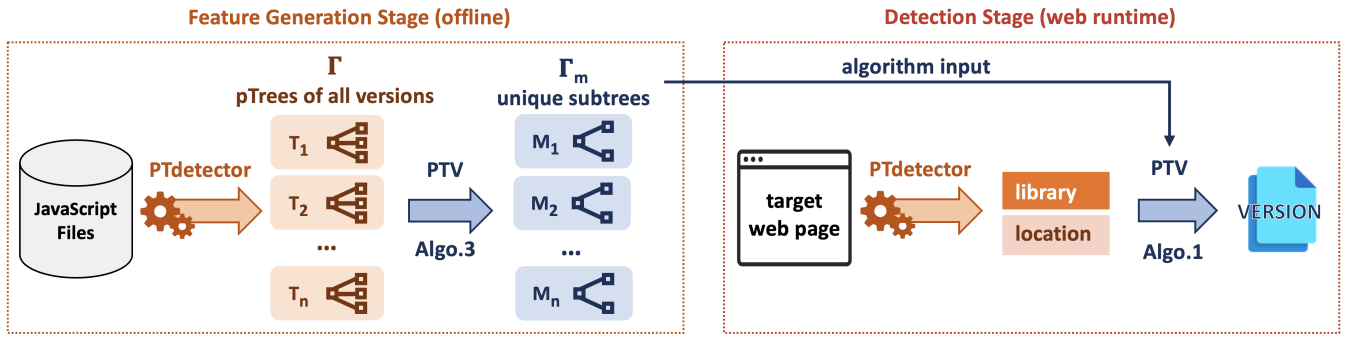 Feature Generation Stage (offline)
Γ
pTrees of all versions
Γm
unique subtrees
JavaScript
Files
PTdetector
T1
T2
...
Tn
PTV
Algo.3
M1
M2
...
Mn
Detection Stage (web runtime)
algorithm input
target
web page
PTdetector
library
location
PTV
Algo.1
VERSION